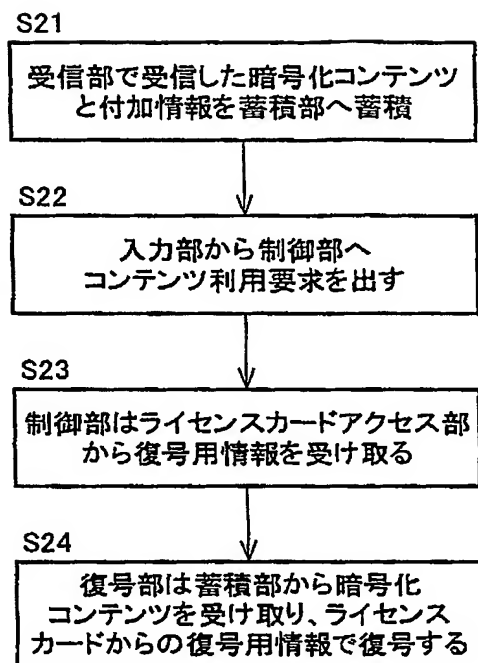 S21
受信部で受信した暗号化コンテンツ
と付加情報を蓄積部へ蓄積
S22
入力部から制御部へ
コンテンツ利用要求を出す
S23
制御部はライセンスカードアクセス部
から復号用情報を受け取る
S24
復号部は蓄積部から暗号化
コンテンツを受け取り、ライセンス
カードからの復号用情報で復号する